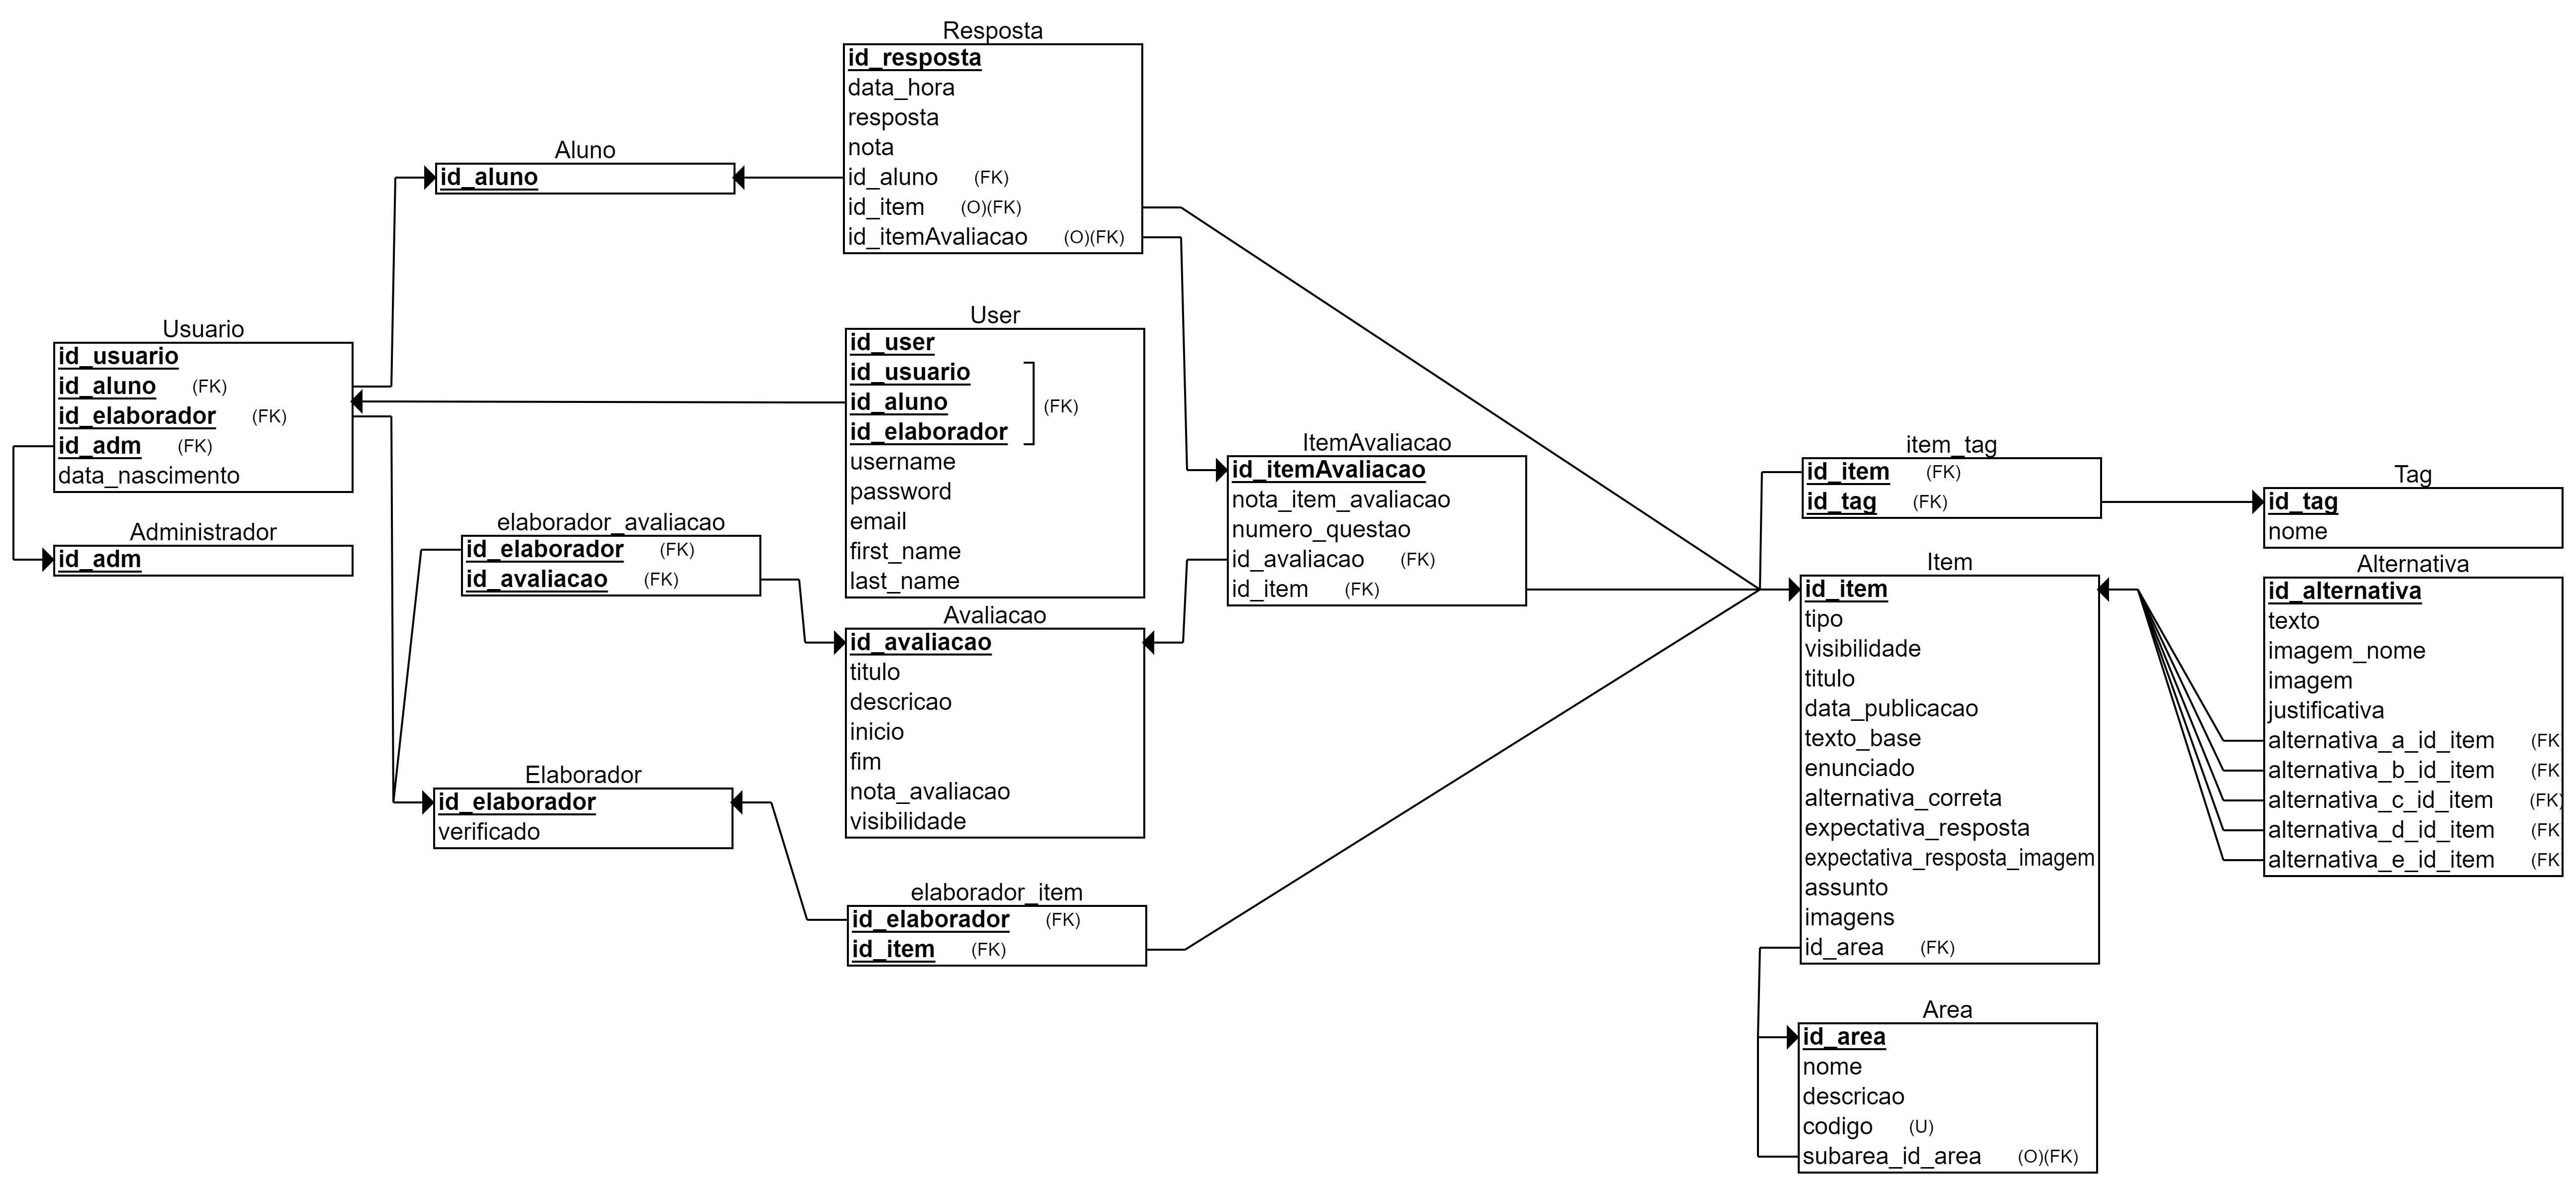 Resposta
id_resposta
data_hora
resposta
nota
id_aluno (FK)
id_item (O)(FK)
id_itemAvaliacao (O)(FK)
Aluno
id_aluno
Usuario
id_usuario
id_aluno (FK)
id_elaborador (FK)
id_adm (FK)
data_nascimento
Administrador
id_adm
User
id_user
id_usuario
id_aluno
id_elaborador
(FK)
username
password
email
first_name
last_name
elaborador_avaliacao
id_elaborador (FK)
id_avaliacao (FK)
Avaliacao
id_avaliacao
titulo
descricao
inicio
fim
nota_avaliacao
visibilidade
Elaborador
id_elaborador
verificado
elaborador_item
id_elaborador (FK)
id_item (FK)
ItemAvaliacao
id_itemAvaliacao
nota_item_avaliacao
numero_questao
id_avaliacao (FK)
id_item (FK)
item_tag
id_item (FK)
id_tag (FK)
Tag
id_tag
nome
Item
id_item
tipo
visibilidade
titulo
data_publicacao
texto_base
enunciado
alternativa_correta
expectativa_resposta
expectativa_resposta_imagem
assunto
imagens
id_area (FK)
Alternativa
id_alternativa
texto
imagem_nome
imagem
justificativa
alternativa_a_id_item (FK
alternativa_b_id_item (FK
alternativa_c_id_item (FK)
alternativa_d_id_item (FK
alternativa_e_id_item (FK
Area
id_area
nome
descricao
codigo (U)
subarea_id_area (O)(FK)